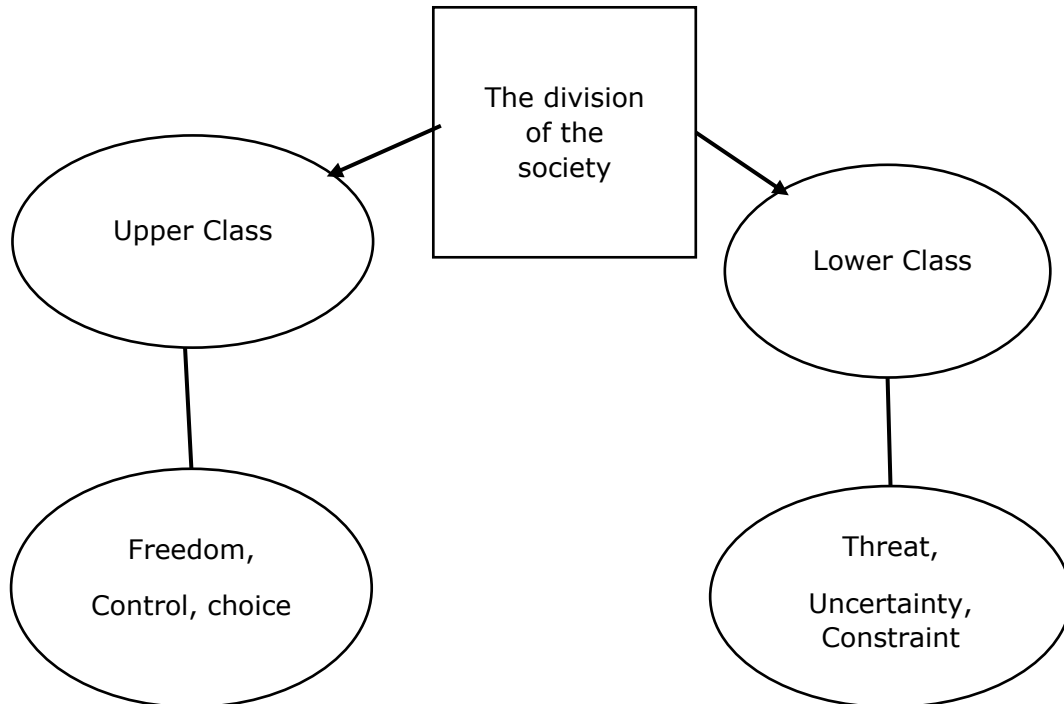 The division
of the
society
Upper Class
Lower Class
Freedom,
Control, choice
Threat,
Uncertainty,
Constraint